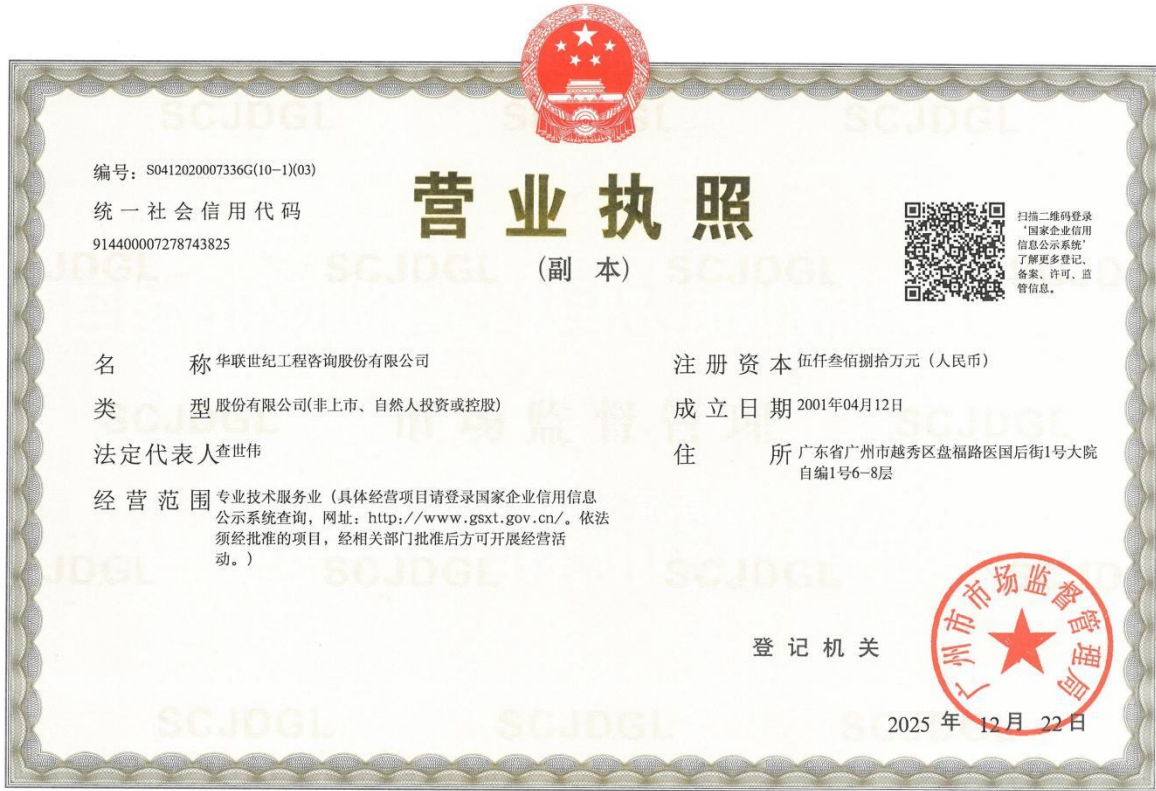 编号：S0412020007336G(10-1)(03)
统一社会信用代码
914400007278743825
营业执照
(副 本)
扫描二维码登录
‘国家企业信用
信息公示系统’
了解更多登记、
备案、许可、监
管信息。
名 称 华联世纪工程咨询股份有限公司
类 型 股份有限公司(非上市、自然人投资或控股)
法定代表人 查世伟
经营范围 专业技术服务业（具体经营项目请登录国家企业信用信息
公示系统查询，网址：http://www.gsxt.gov.cn/。依法
须经批准的项目，经相关部门批准后方可开展经营活
动。）
注册资本 伍仟叁佰捌拾万元（人民币）
成立日期 2001年04月12日
住 所 广东省广州市越秀区盘福路医国后街1号大院
自编1号6-8层
登记机关
广州市市场监督管理局
2025 年 12月 22日
SCJDGL
市场监督管理